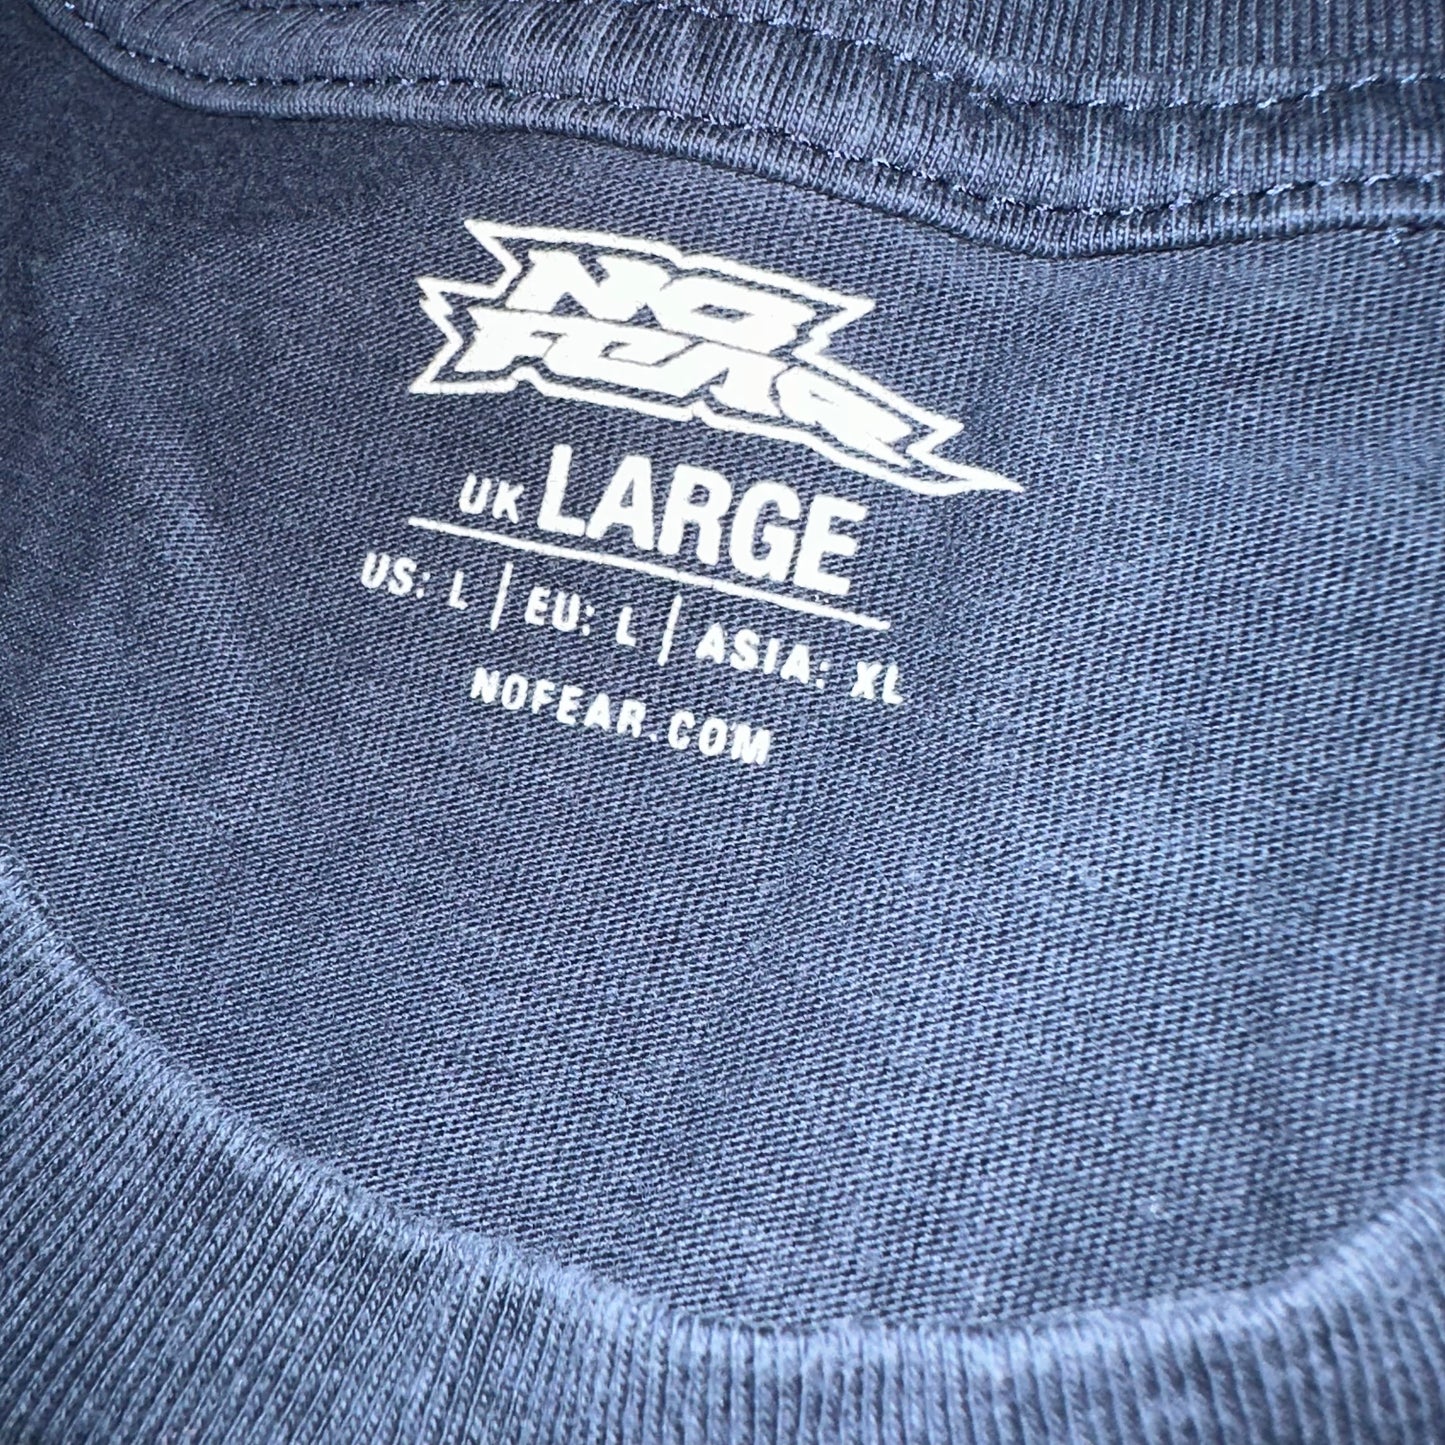 NO
FEAR
UK LARGE
US: L | EU: L | ASIA: XL
NOFEAR.COM